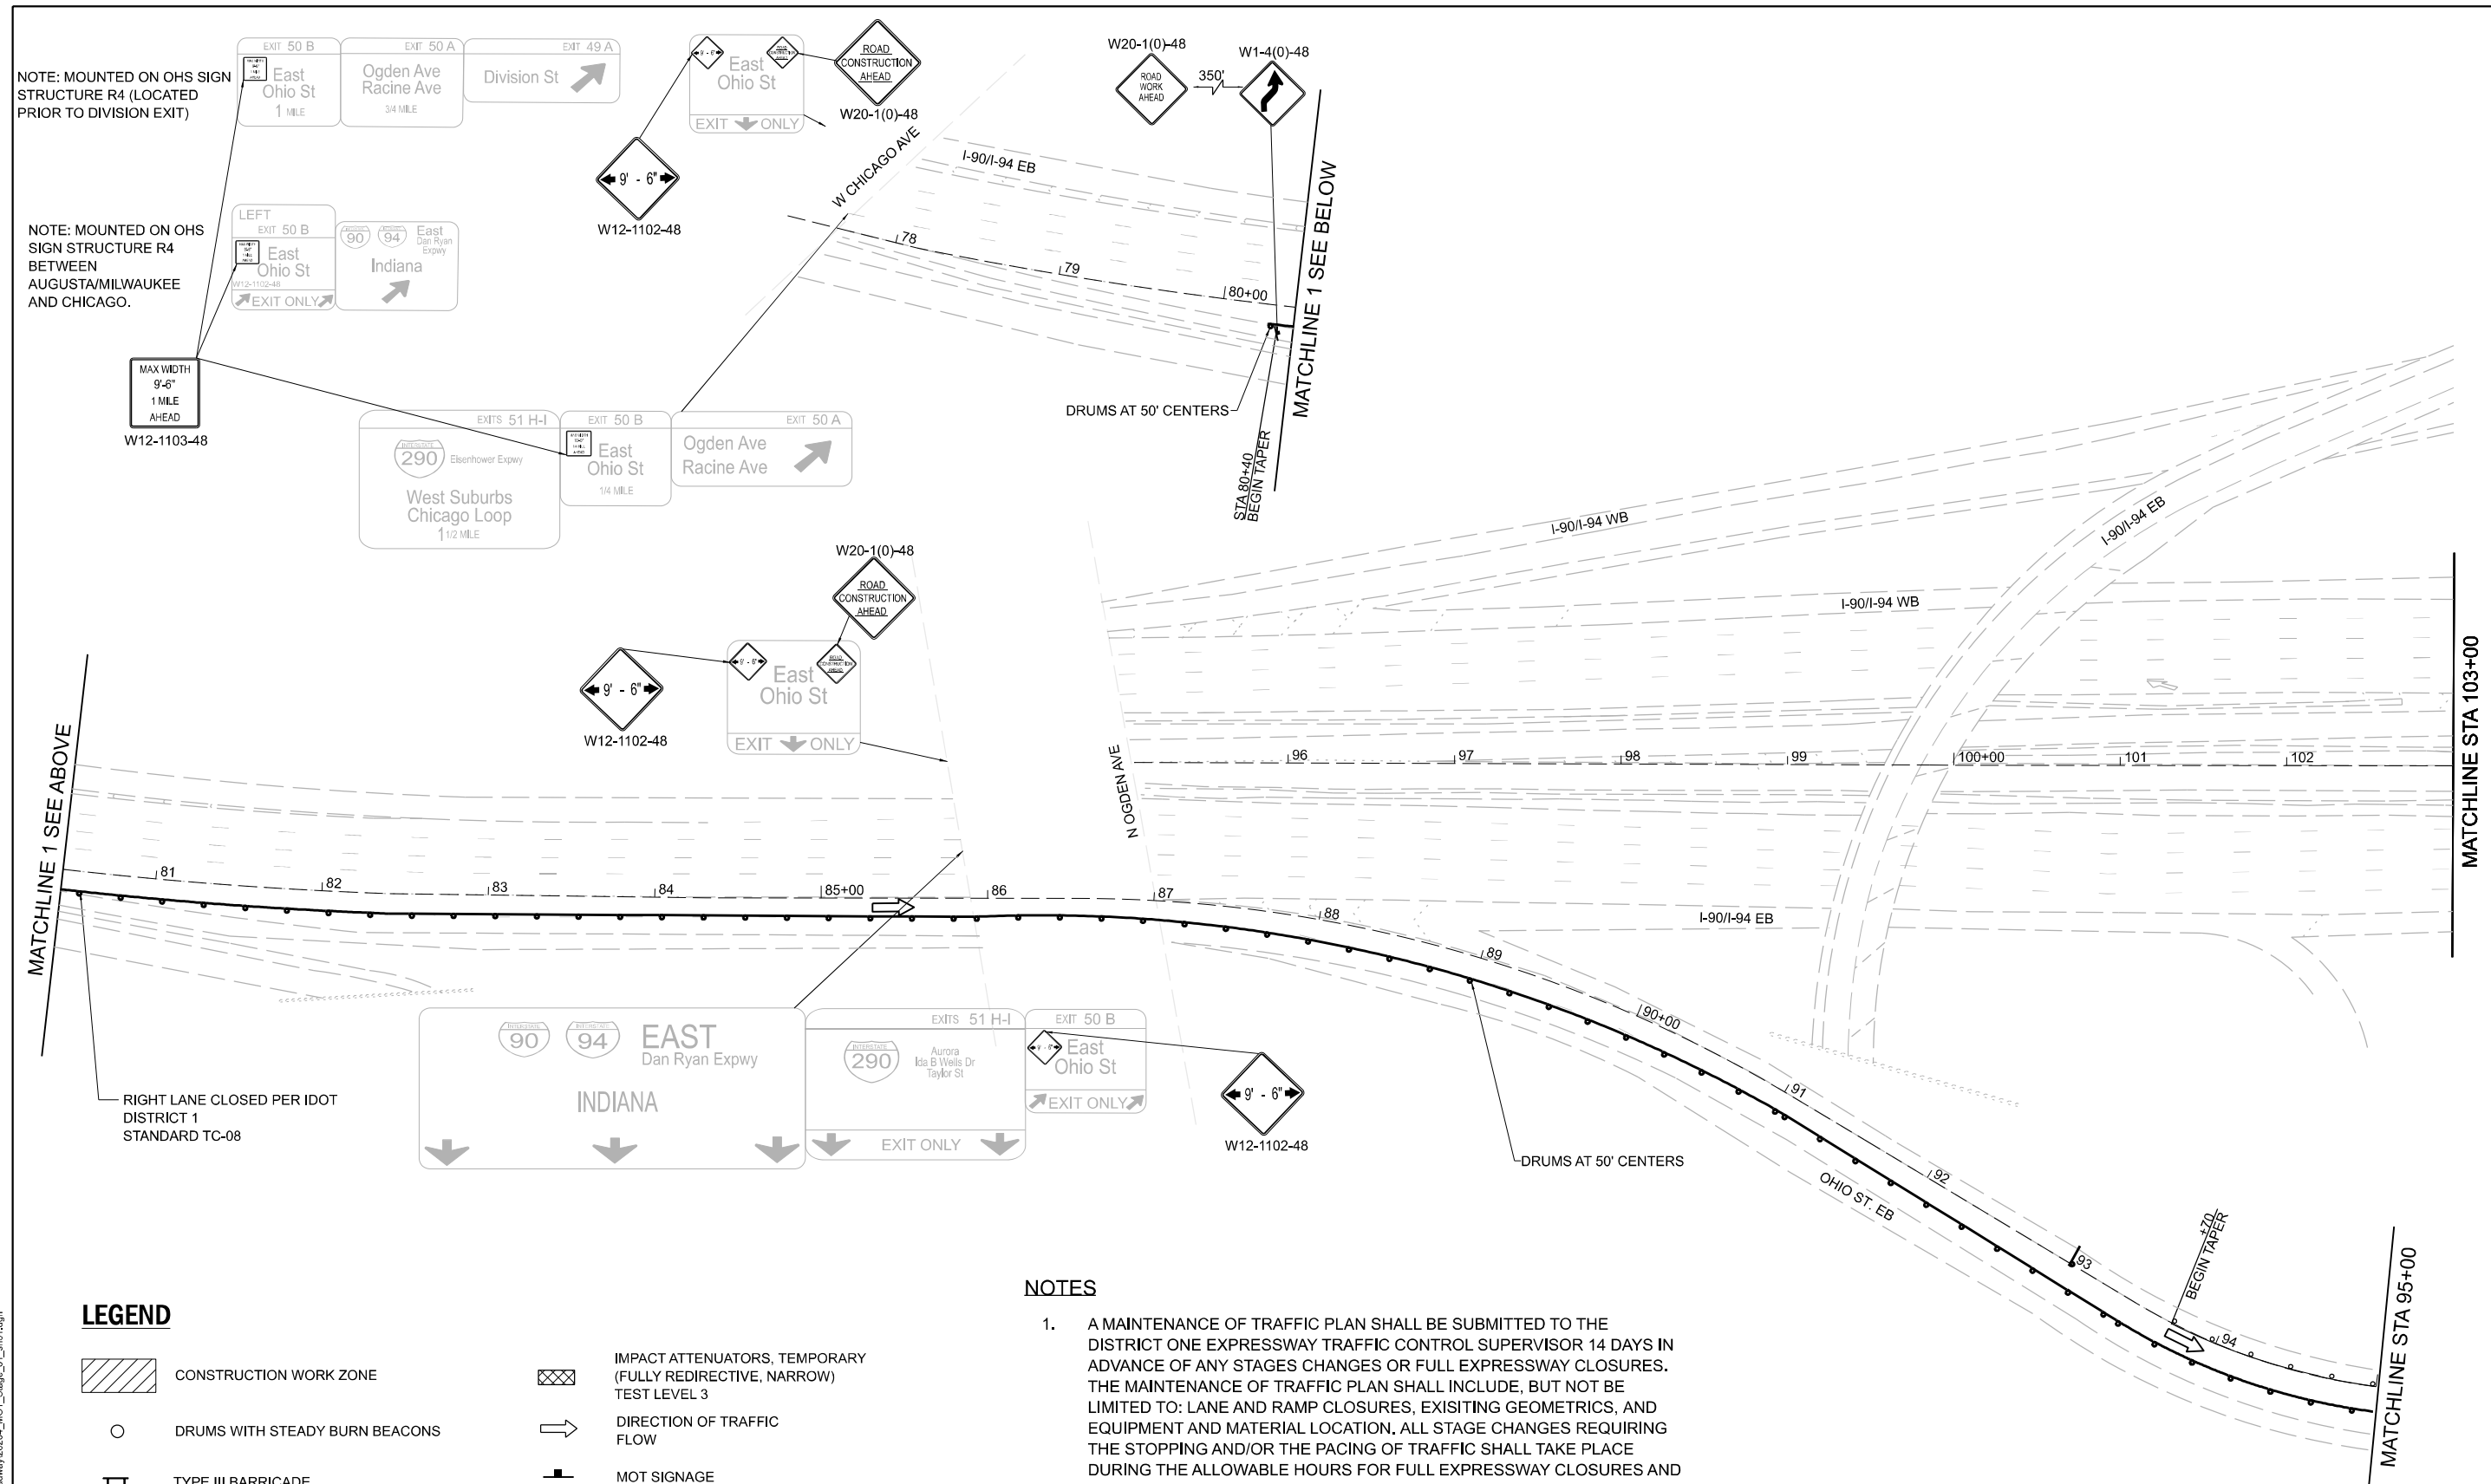 NOTE: MOUNTED ON OHS SIGN
STRUCTURE R4 (LOCATED
PRIOR TO DIVISION EXIT)
EXIT 50 B
East
Ohio St
1 MILE
EXIT 50 A
Ogden Ave
Racine Ave
3/4 MILE
EXIT 49 A
Division St
9' - 6"
ROAD
CONSTRUCTION
AHEAD
East
Ohio St
EXIT ONLY
ROAD
CONSTRUCTION
AHEAD
W20-1(0)-48
9' - 6"
W12-1102-48
W20-1(0)-48
ROAD
WORK
AHEAD
350'
W1-4(0)-48
NOTE: MOUNTED ON OHS
SIGN STRUCTURE R4
BETWEEN
AUGUSTA/MILWAUKEE
AND CHICAGO.
LEFT
EXIT 50 B
East
Ohio St
W12-1102-48
EXIT ONLY
90
94
East
Dan Ryan
Expwy
Indiana
MAX WIDTH
9'-6"
1 MILE
AHEAD
W12-1103-48
EXITS 51 H-I
INTERSTATE
290
Eisenhower Expwy
West Suburbs
Chicago Loop
1 1/2 MILE
EXIT 50 B
East
Ohio St
1/4 MILE
EXIT 50 A
Ogden Ave
Racine Ave
W CHICAGO AVE
I-90/I-94 EB
78
79
80+00
MATCHLINE 1 SEE BELOW
DRUMS AT 50' CENTERS
STA 80+40
BEGIN TAPER
W20-1(0)-48
ROAD
CONSTRUCTION
AHEAD
9' - 6"
W12-1102-48
9' - 6"
ROAD
CONSTRUCTION
AHEAD
East
Ohio St
EXIT ONLY
I-90/I-94 WB
I-90/I-94 EB
I-90/I-94 WB
MATCHLINE STA 103+00
N OGDEN AVE
96
97
98
99
100+00
101
102
MATCHLINE 1 SEE ABOVE
81
82
83
84
85+00
86
87
88
89
90+00
91
92
93
94
I-90/I-94 EB
RIGHT LANE CLOSED PER IDOT
DISTRICT 1
STANDARD TC-08
INTERSTATE
90
INTERSTATE
94
EAST
Dan Ryan Expwy
INDIANA
EXITS 51 H-I
INTERSTATE
290
Aurora
Ida B Wells Dr
Taylor St
EXIT ONLY
EXIT 50 B
9' - 6"
East
Ohio St
EXIT ONLY
9' - 6"
W12-1102-48
DRUMS AT 50' CENTERS
OHIO ST. EB
+70
BEGIN TAPER
MATCHLINE STA 95+00
LEGEND
CONSTRUCTION WORK ZONE
DRUMS WITH STEADY BURN BEACONS
TYPE III BARRICADE
IMPACT ATTENUATORS, TEMPORARY
(FULLY REDIRECTIVE, NARROW)
TEST LEVEL 3
DIRECTION OF TRAFFIC
FLOW
MOT SIGNAGE
NOTES
1. A MAINTENANCE OF TRAFFIC PLAN SHALL BE SUBMITTED TO THE
DISTRICT ONE EXPRESSWAY TRAFFIC CONTROL SUPERVISOR 14 DAYS IN
ADVANCE OF ANY STAGES CHANGES OR FULL EXPRESSWAY CLOSURES.
THE MAINTENANCE OF TRAFFIC PLAN SHALL INCLUDE, BUT NOT BE
LIMITED TO: LANE AND RAMP CLOSURES, EXISITING GEOMETRICS, AND
EQUIPMENT AND MATERIAL LOCATION. ALL STAGE CHANGES REQUIRING
THE STOPPING AND/OR THE PACING OF TRAFFIC SHALL TAKE PLACE
DURING THE ALLOWABLE HOURS FOR FULL EXPRESSWAY CLOSURES AND